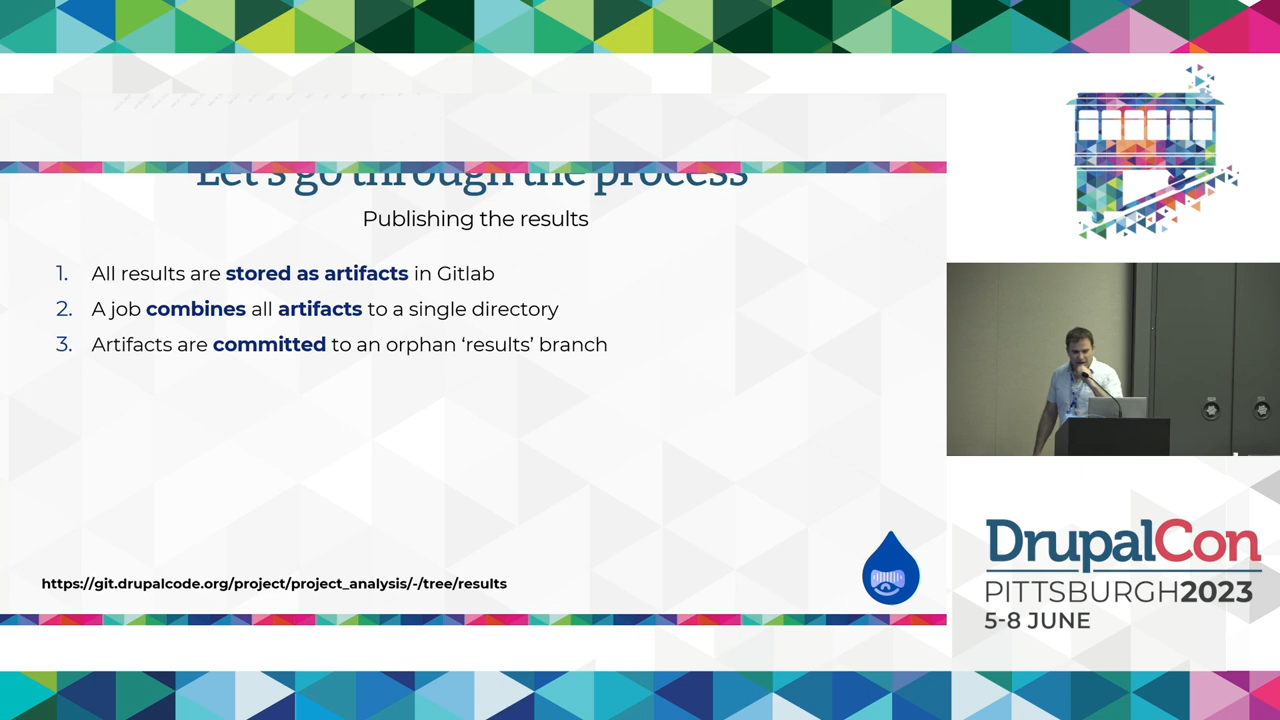 Let's go through the process
Publishing the results
1. All results are stored as artifacts in Gitlab
2. A job combines all artifacts to a single directory
3. Artifacts are committed to an orphan ‘results’ branch
https://git.drupalcode.org/project/project_analysis/-/tree/results
DrupalCon
PITTSBURGH2023
5-8 JUNE